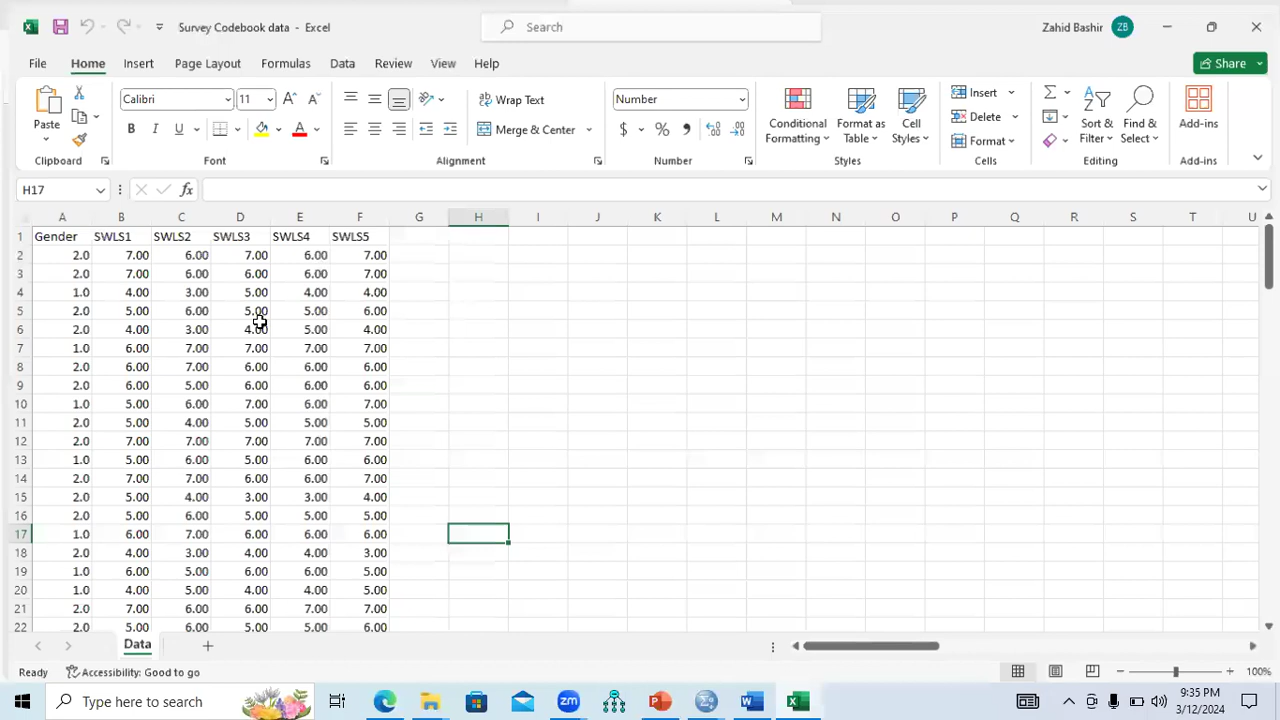 Survey Codebook data - Excel
Search
Zahid Bashir
ZB
File Home Insert Page Layout Formulas Data Review View Help
Share
Paste
Clipboard
Calibri 11
B I U
Font
Wrap Text
Merge & Center
Alignment
Number
$ %
Number
Conditional Formatting
Format as Table
Cell Styles
Styles
Insert
Delete
Format
Cells
Sort & Filter
Find & Select
Editing
Add-ins
Add-ins
H17 fx
A B C D E F G H I J K L M N O P Q R S T U
1 Gender SWLS1 SWLS2 SWLS3 SWLS4 SWLS5
2 2.0 7.00 6.00 7.00 6.00 7.00
3 2.0 7.00 6.00 6.00 6.00 7.00
4 1.0 4.00 3.00 5.00 4.00 4.00
5 2.0 5.00 6.00 5.00 5.00 6.00
6 2.0 4.00 3.00 4.00 5.00 4.00
7 1.0 6.00 7.00 7.00 7.00 7.00
8 2.0 6.00 7.00 6.00 6.00 6.00
9 2.0 6.00 5.00 6.00 6.00 6.00
10 1.0 5.00 6.00 7.00 6.00 7.00
11 2.0 5.00 4.00 5.00 5.00 5.00
12 2.0 7.00 7.00 7.00 7.00 7.00
13 1.0 5.00 6.00 5.00 6.00 6.00
14 2.0 7.00 7.00 6.00 6.00 7.00
15 2.0 5.00 4.00 3.00 3.00 4.00
16 2.0 5.00 6.00 5.00 5.00 5.00
17 1.0 6.00 7.00 6.00 6.00 6.00
18 2.0 4.00 3.00 4.00 4.00 3.00
19 1.0 6.00 5.00 6.00 6.00 5.00
20 1.0 4.00 5.00 4.00 4.00 5.00
21 2.0 7.00 6.00 6.00 7.00 7.00
22 2.0 5.00 6.00 5.00 5.00 6.00
Data
Ready
Accessibility: Good to go
100%
Type here to search
zm
9:35 PM
3/12/2024